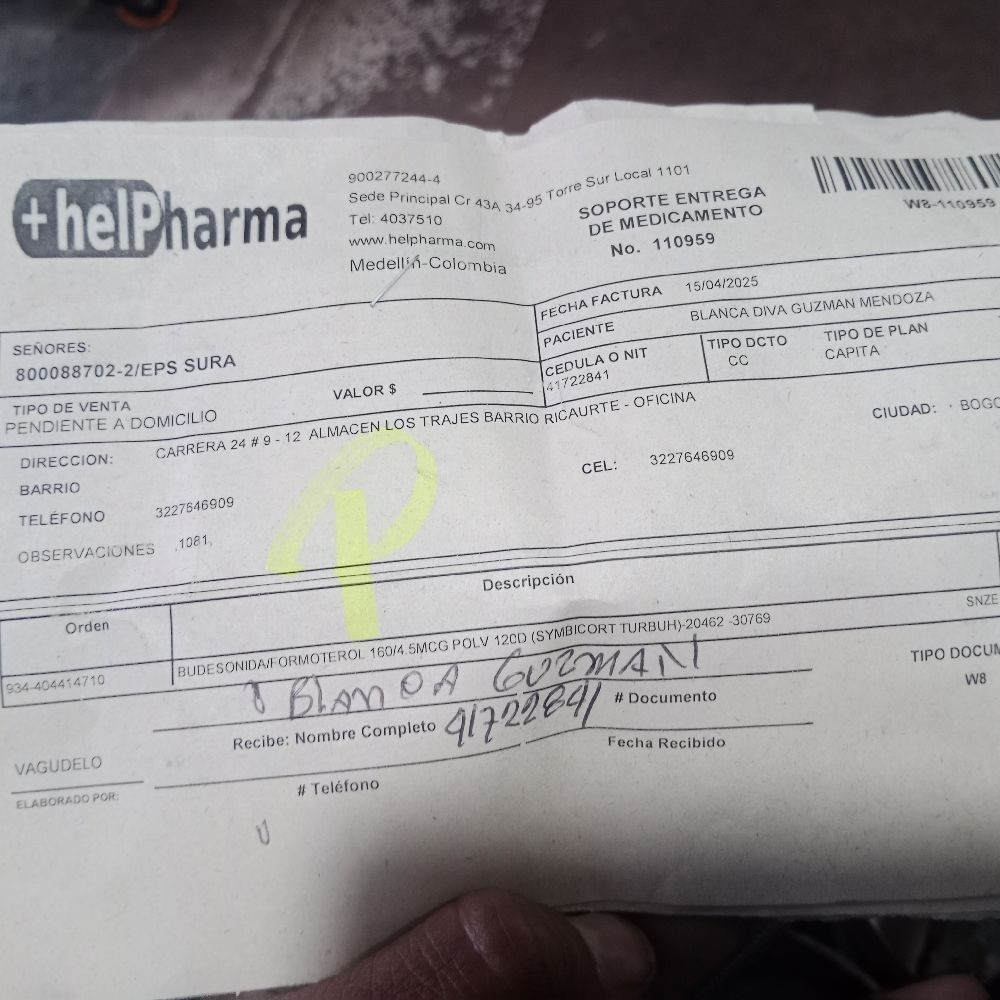 +helPharma
900277244-4
Sede Principal Cr 43A 34-95 Torre Sur Local 1101
Tel: 4037510
www.helpharma.com
Medellín-Colombia
SOPORTE ENTREGA
DE MEDICAMENTO
No. 110959
W8-110959
FECHA FACTURA 15/04/2025
PACIENTE BLANCA DIVA GUZMAN MENDOZA
SEÑORES:
800088702-2/EPS SURA
CEDULA O NIT
41722841
TIPO DCTO
CC
TIPO DE PLAN
CAPITA
TIPO DE VENTA
PENDIENTE A DOMICILIO
VALOR $
DIRECCION: CARRERA 24 # 9 - 12 ALMACEN LOS TRAJES BARRIO RICAURTE - OFICINA
CIUDAD: BOGO
BARRIO
CEL: 3227646909
TELÉFONO 3227646909
OBSERVACIONES .1081,
P
Orden Descripción
SNZE
934-404414710 BUDESONIDA/FORMOTEROL 160/4.5MCG POLV 120D (SYMBICORT TURBUH)-20462 -30769
TIPO DOCUM
W8
BLANCA GUZMAN
41722841
Recibe: Nombre Completo # Documento
VAGUDELO
ELABORADO POR:
# Teléfono Fecha Recibido